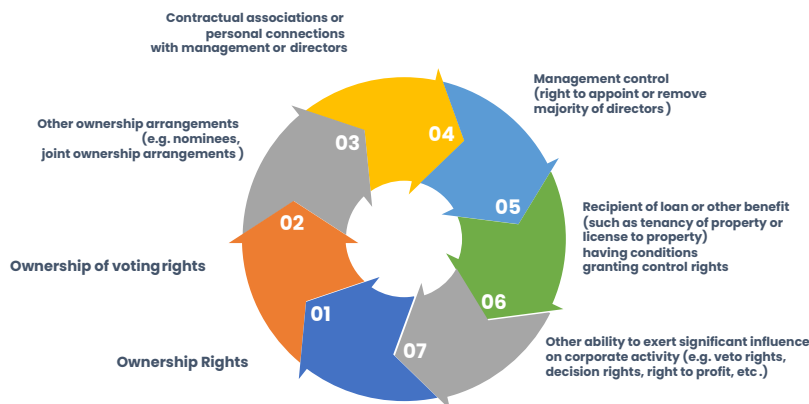 Contractual associations or
personal connections
with management or directors
Management control
(right to appoint or remove
majority of directors)
Other ownership arrangements
(e.g. nominees,
joint ownership arrangements)
03
04
02
05
Recipient of loan or other benefit
(such as tenancy of property or
license to property)
having conditions
granting control rights
Ownership of voting rights
01
06
07
Ownership Rights
Other ability to exert significant influence
on corporate activity (e.g. veto rights,
decision rights, right to profit, etc.)